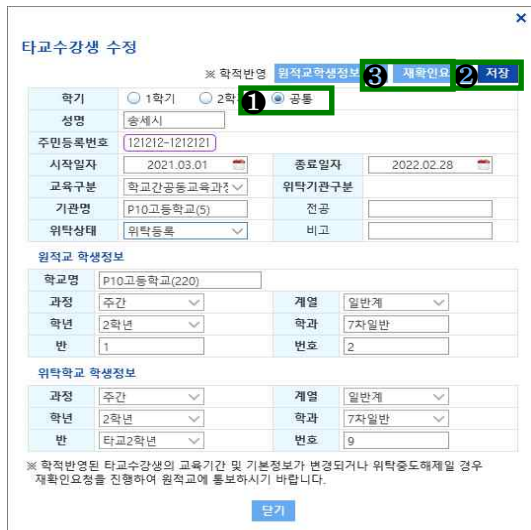 ×
타교수강생 수정
※ 학적반영 원적교학생정보 ❸ 재확인요 ❷ 저장
학기 1학기 2학 ❶ 공통
성명 송세시
주민등록번호 121212-1212121
시작일자 2021.03.01 종료일자 2022.02.28
교육구분 학교간공동교육과정 위탁기관구분
기관명 P10고등학교(5) 전공
위탁상태 위탁등록 비고
원적교 학생정보
학교명 P10고등학교(220)
과정 주간 계열 일반계
학년 2학년 학과 7차일반
반 1 번호 2
위탁학교 학생정보
과정 주간 계열 일반계
학년 2학년 학과 7차일반
반 타교2학년 번호 9
※ 학적반영된 타교수강생의 교육기간 및 기본정보가 변경되거나 위탁중도해제일 경우
재확인요청을 진행하여 원적교에 통보하시기 바랍니다.
닫기